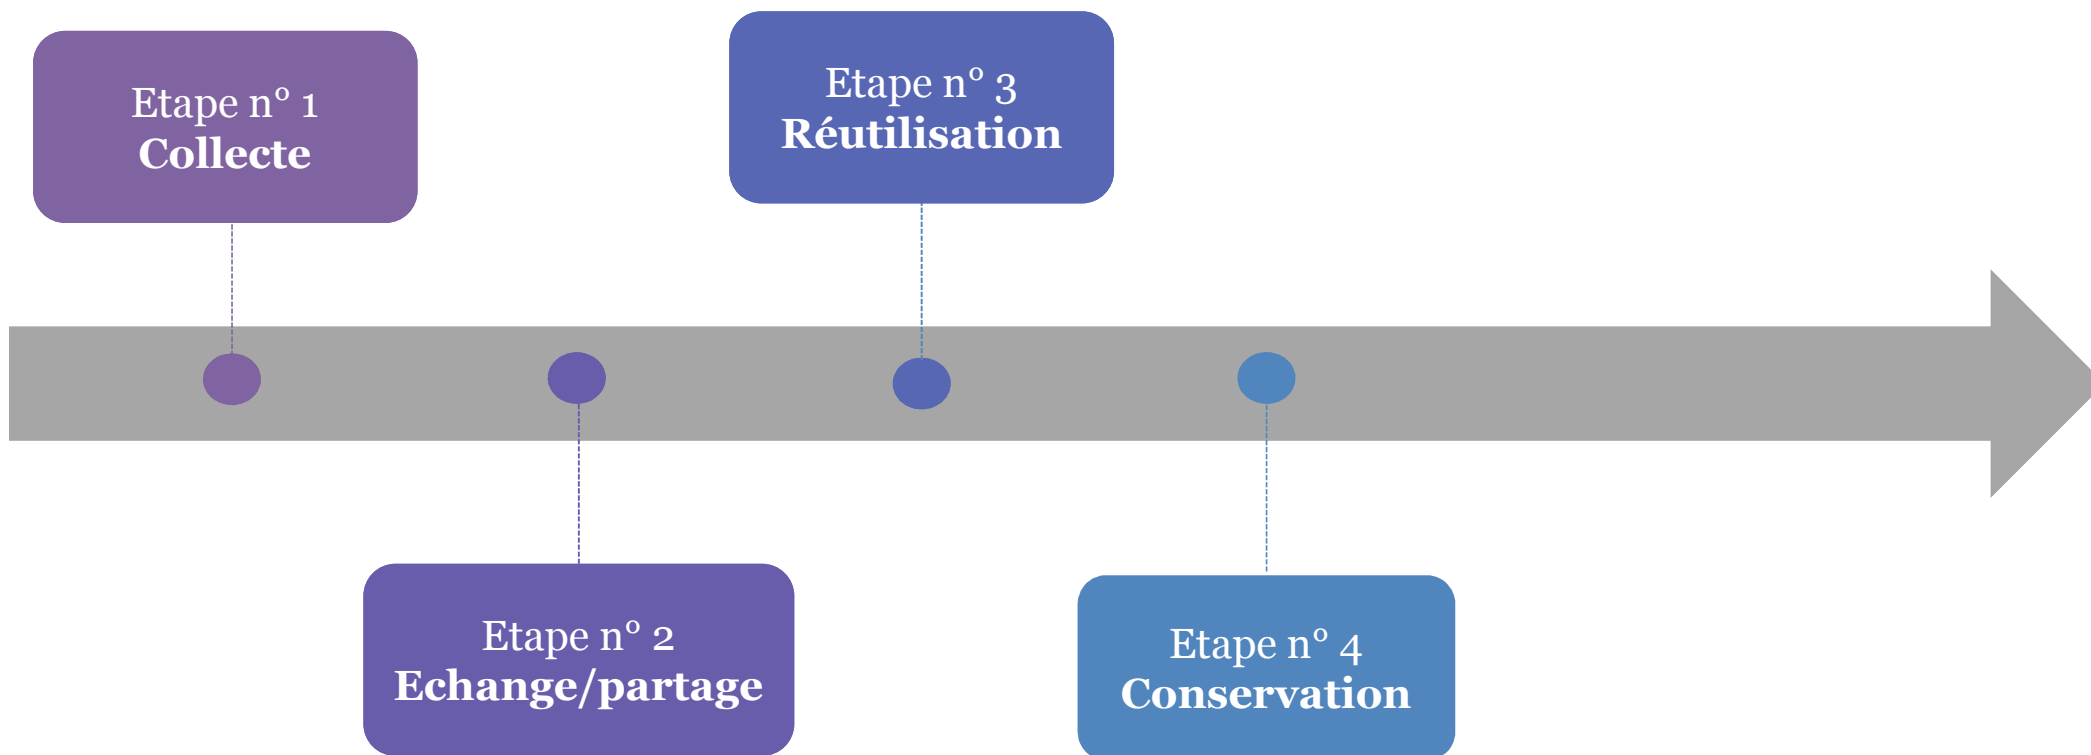 Etape n° 1
Collecte
Etape n° 2
Echange/partage
Etape n° 3
Réutilisation
Etape n° 4
Conservation